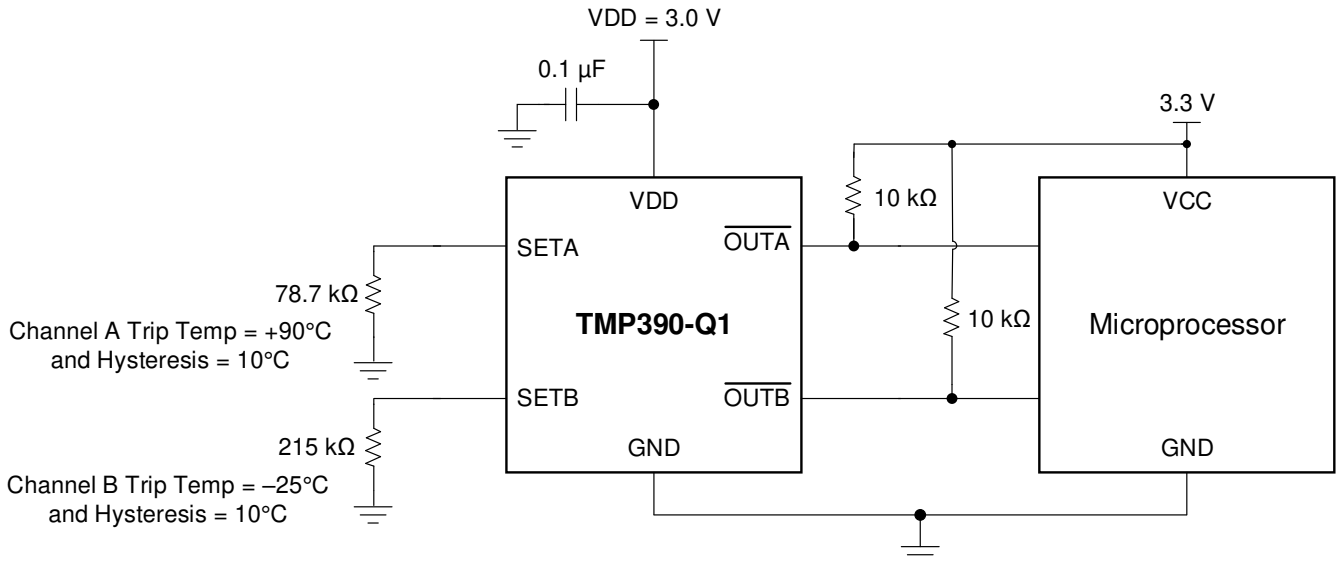 VDD = 3.0 V
0.1 µF
3.3 V
VDD
10 kΩ
VCC
SETA
OUTA
78.7 kΩ
Channel A Trip Temp = +90°C
and Hysteresis = 10°C
TMP390-Q1
10 kΩ
Microprocessor
SETB
OUTB
215 kΩ
GND
GND
Channel B Trip Temp = –25°C
and Hysteresis = 10°C